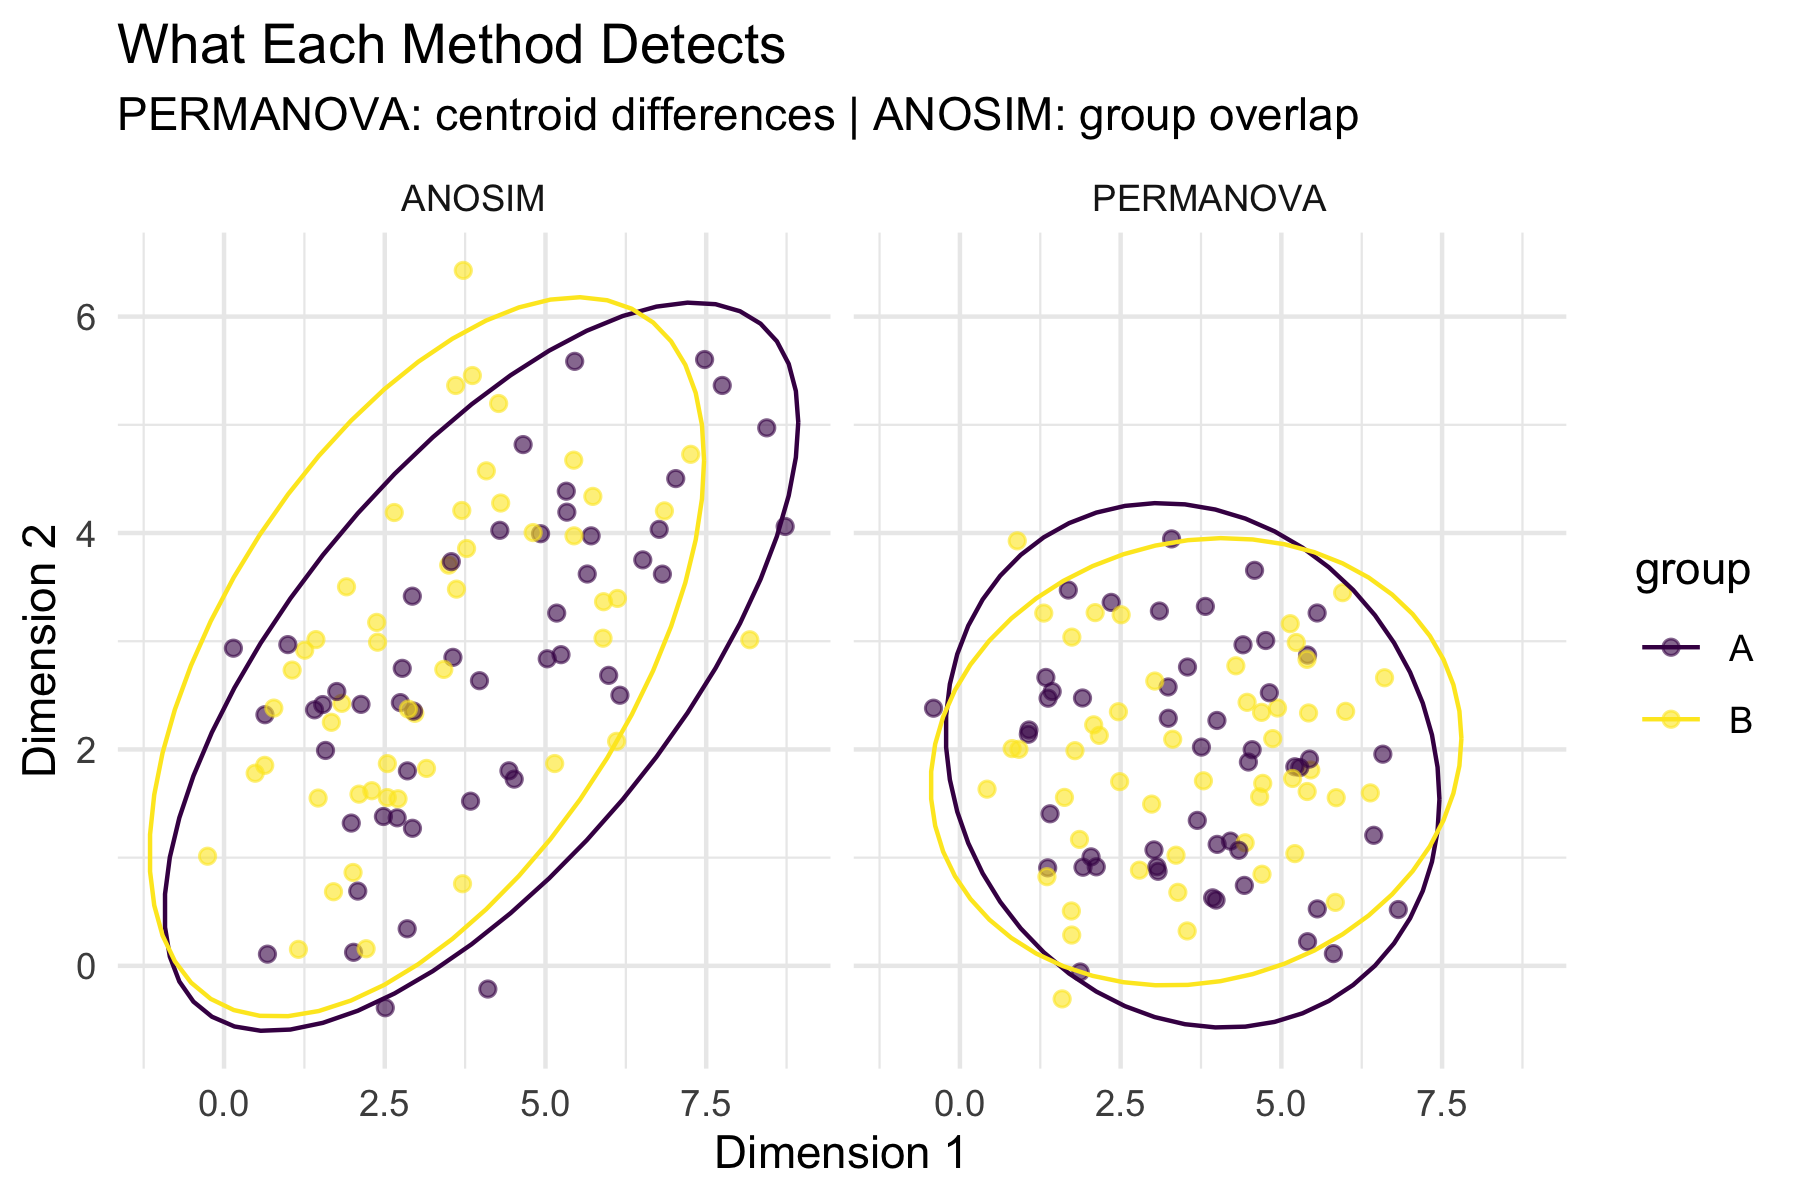 What Each Method Detects
PERMANOVA: centroid differences | ANOSIM: group overlap
ANOSIM
PERMANOVA
6
4
2
0
Dimension 2
0.0
2.5
5.0
7.5
0.0
2.5
5.0
7.5
Dimension 1
group
A
B